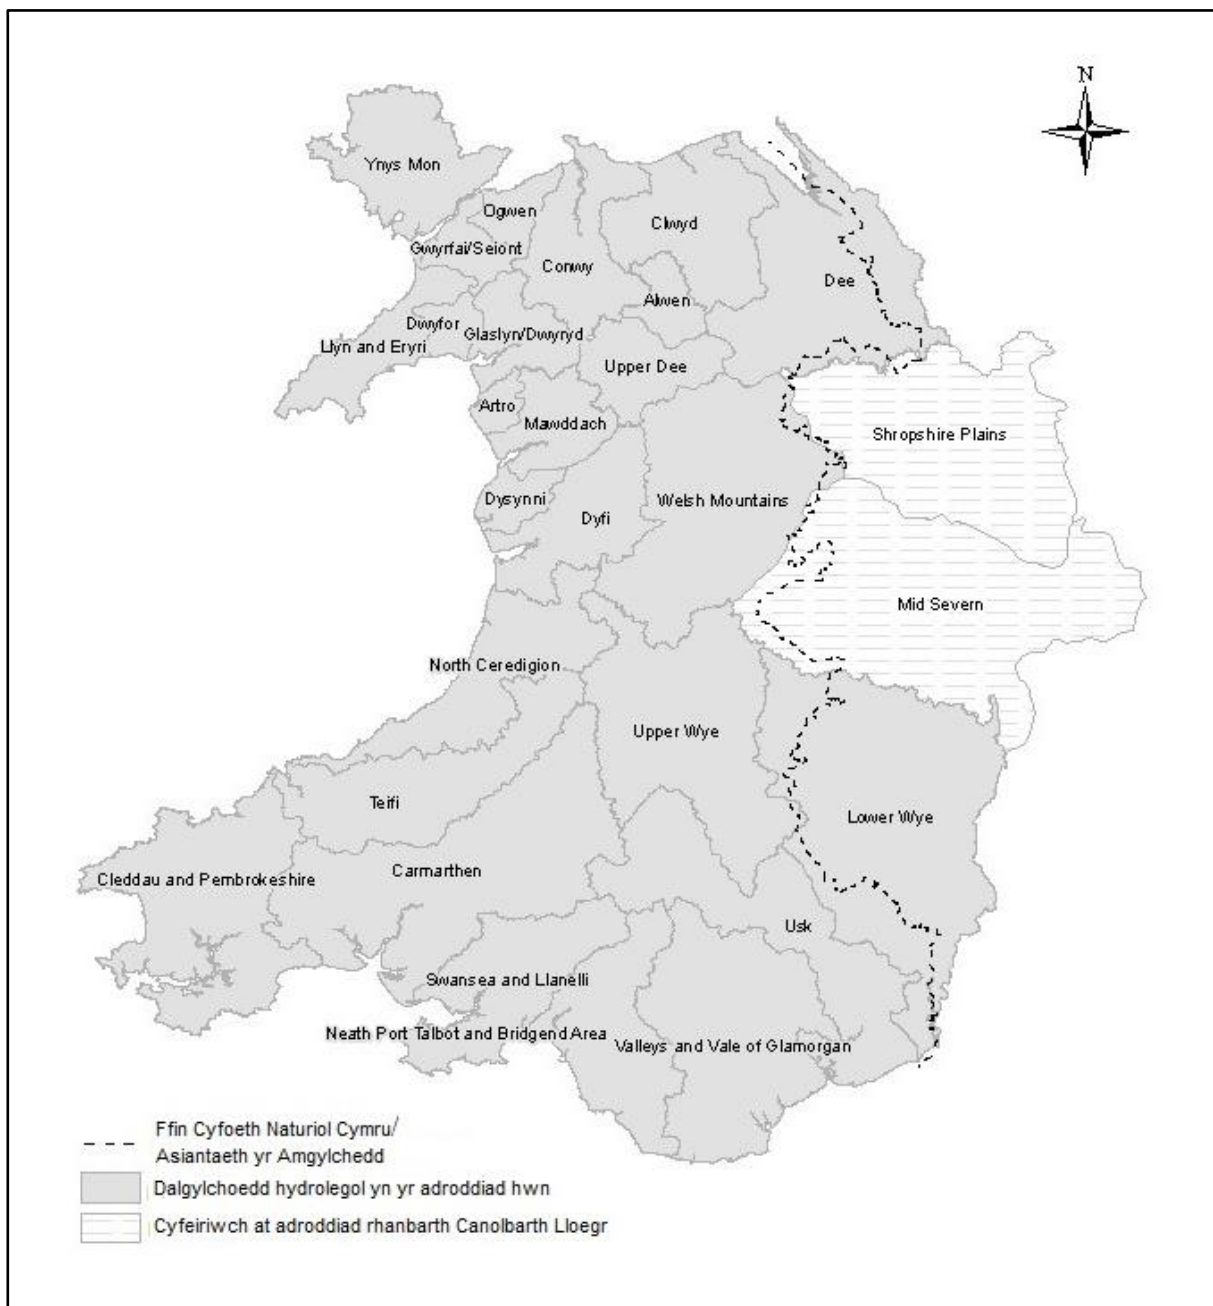 N
Ynys Mon
Ogwen
Clwyd
Gwyrfai/Seiont
Conwy
Dee
Alwen
Dwyfor
Glaslyn/Dwyryd
Llyn and Eryri
Upper Dee
Artro
Mawddach
Shropshire Plains
Dysynni
Welsh Mountains
Dyfi
Mid Severn
North Ceredigion
Upper Wye
Teifi
Lower Wye
Carmarthen
Cleddau and Pembrokeshire
Usk
Swansea and Llanelli
Neath Port Talbot and Bridgend Area
Valleys and Vale of Glamorgan
Ffin Cyfoeth Naturiol Cymru/
Asiantaeth yr Amgylchedd
Dalgylchoedd hydrolegol yn yr adroddiad hwn
Cyfeiriwch at adroddiad rhanbarth Canolbarth Lloegr